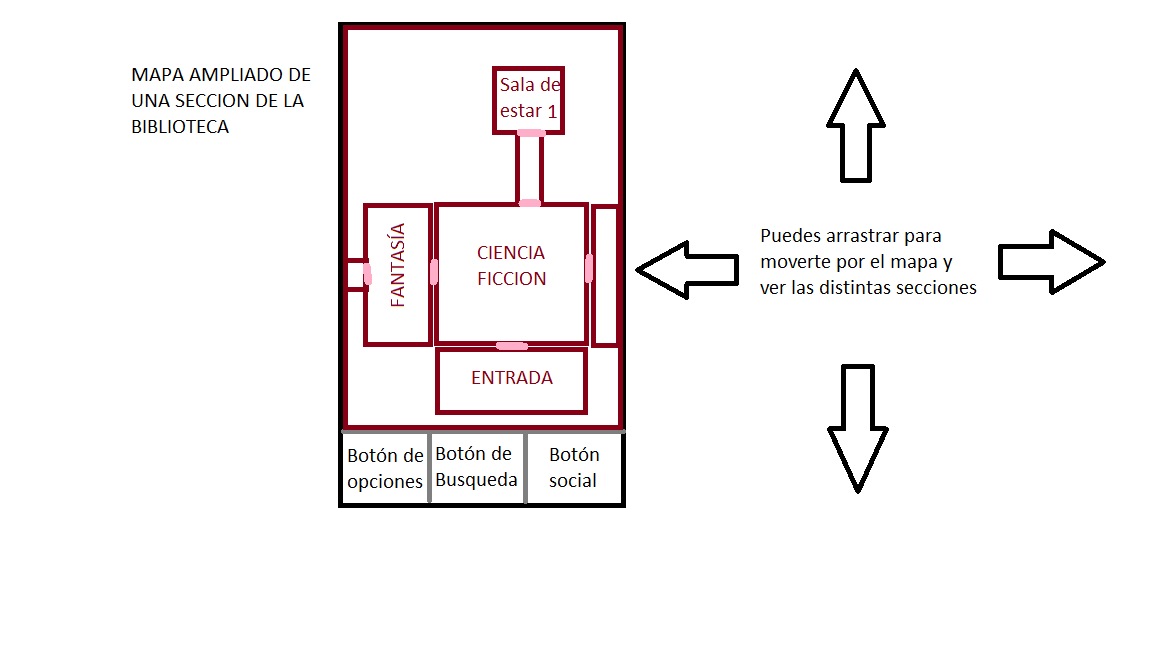 MAPA AMPLIADO DE
UNA SECCION DE LA
BIBLIOTECA
Sala de
estar 1
FANTASÍA
CIENCIA
FICCION
ENTRADA
Botón de
opciones
Botón de
Busqueda
Botón
social
Puedes arrastrar para
moverte por el mapa y
ver las distintas secciones